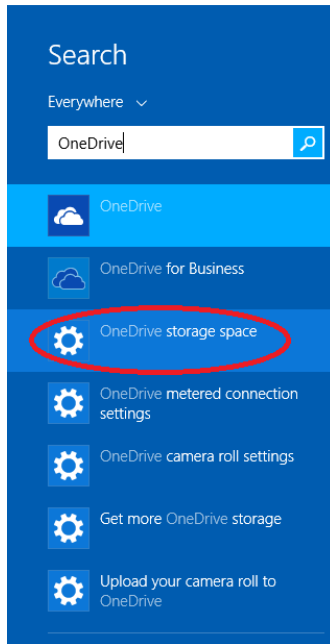 Search
Everywhere
OneDrive
OneDrive
OneDrive for Business
OneDrive storage space
OneDrive metered connection
settings
OneDrive camera roll settings
Get more OneDrive storage
Upload your camera roll to
OneDrive